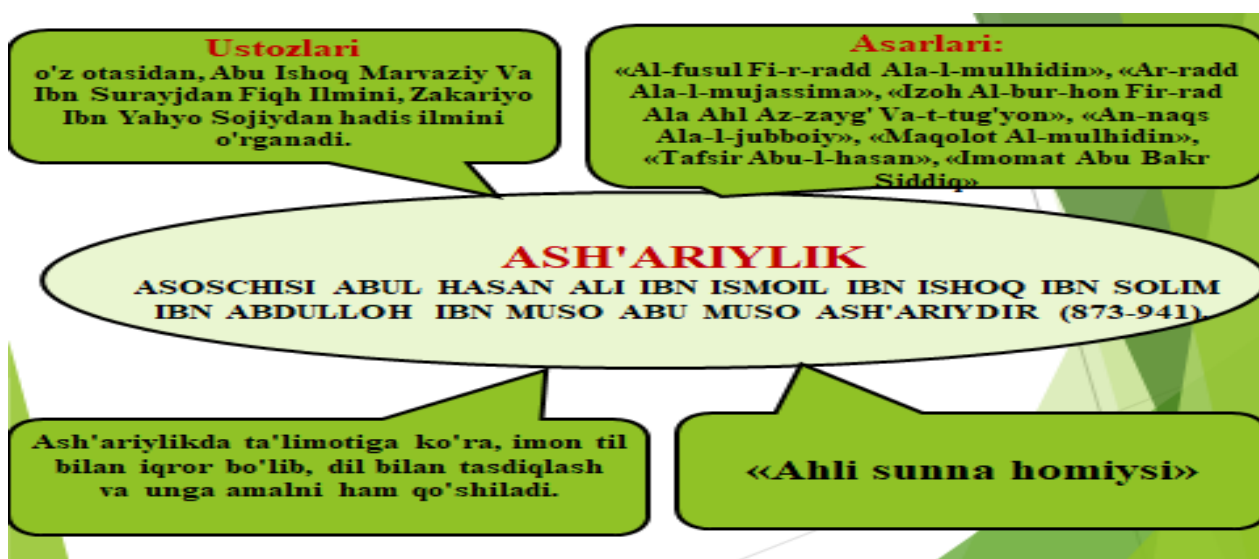 Ustozlari
o'z otasidan, Abu Ishoq Marvaziy Va
Ibn Surayjdan Fiqh Ilmini, Zakariyo
Ibn Yahyo Sojiydan hadis ilmini
o'rganadi.
Asarlari:
«Al-fusul Fi-r-radd Ala-l-mulhidin», «Ar-radd
Ala-l-mujassima», «Izoh Al-bur-hon Fir-rad
Ala Ahl Az-zayg' Va-t-tug'yon», «An-naqs
Ala-l-jubboiy», «Maqolot Al-mulhidin»,
«Tafsir Abu-l-hasan», «Imomat Abu Bakr
Siddiq»
ASH'ARIYLIK
ASOSCHISI ABUL HASAN ALI IBN ISMOIL IBN ISHOQ IBN SOLIM
IBN ABDULLOH IBN MUSO ABU MUSO ASH'ARIYDIR (873-941).
Ash'ariylikda ta'limotiga ko'ra, imon til
bilan iqror bo'lib, dil bilan tasdiqlash
va unga amalni ham qo'shiladi.
«Ahli sunna homiysi»